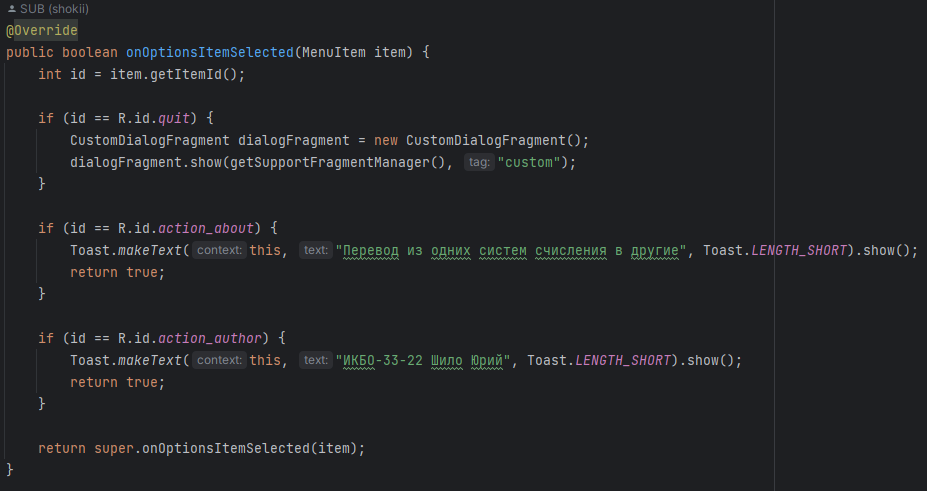 SUB (shokii)
@Override
public boolean onOptionsItemSelected(MenuItem item) {
    int id = item.getItemId();

    if (id == R.id.quit) {
        CustomDialogFragment dialogFragment = new CustomDialogFragment();
        dialogFragment.show(getSupportFragmentManager(), tag: "custom");
    }

    if (id == R.id.action_about) {
        Toast.makeText( context: this, text: "Перевод из одних систем счисления в другие", Toast.LENGTH_SHORT).show();
        return true;
    }

    if (id == R.id.action_author) {
        Toast.makeText( context: this, text: "ИКБО-33-22 Шило Юрий", Toast.LENGTH_SHORT).show();
        return true;
    }

    return super.onOptionsItemSelected(item);
}